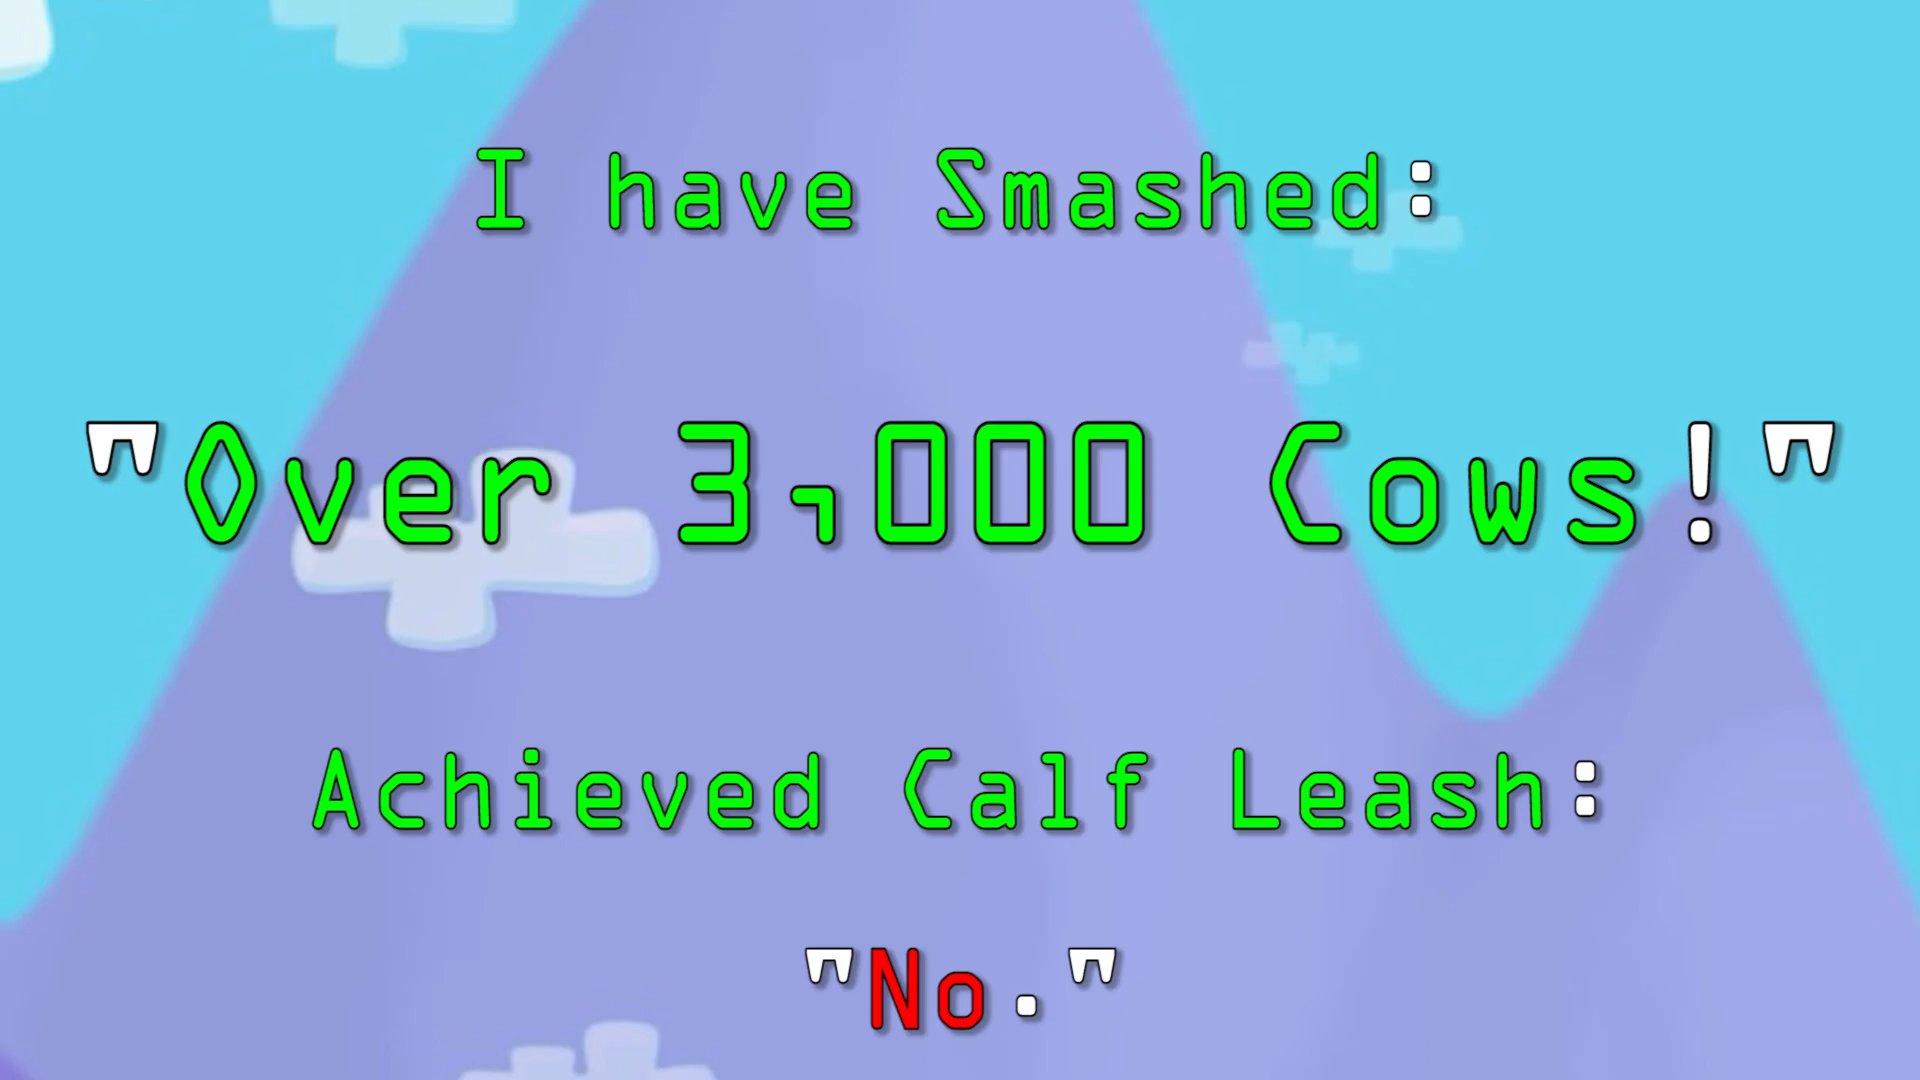 I have Smashed:
"Over 3,000 Cows!"
Achieved Calf Leash:
"No."